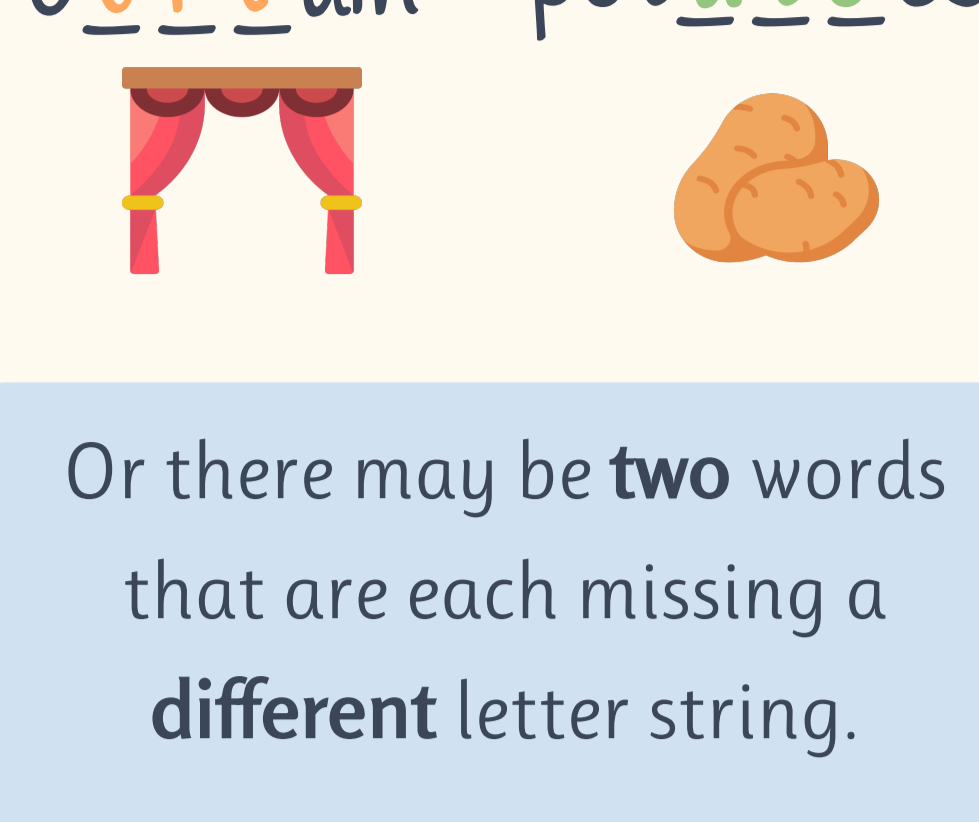 Or there may be two words
that are each missing a
different letter string.